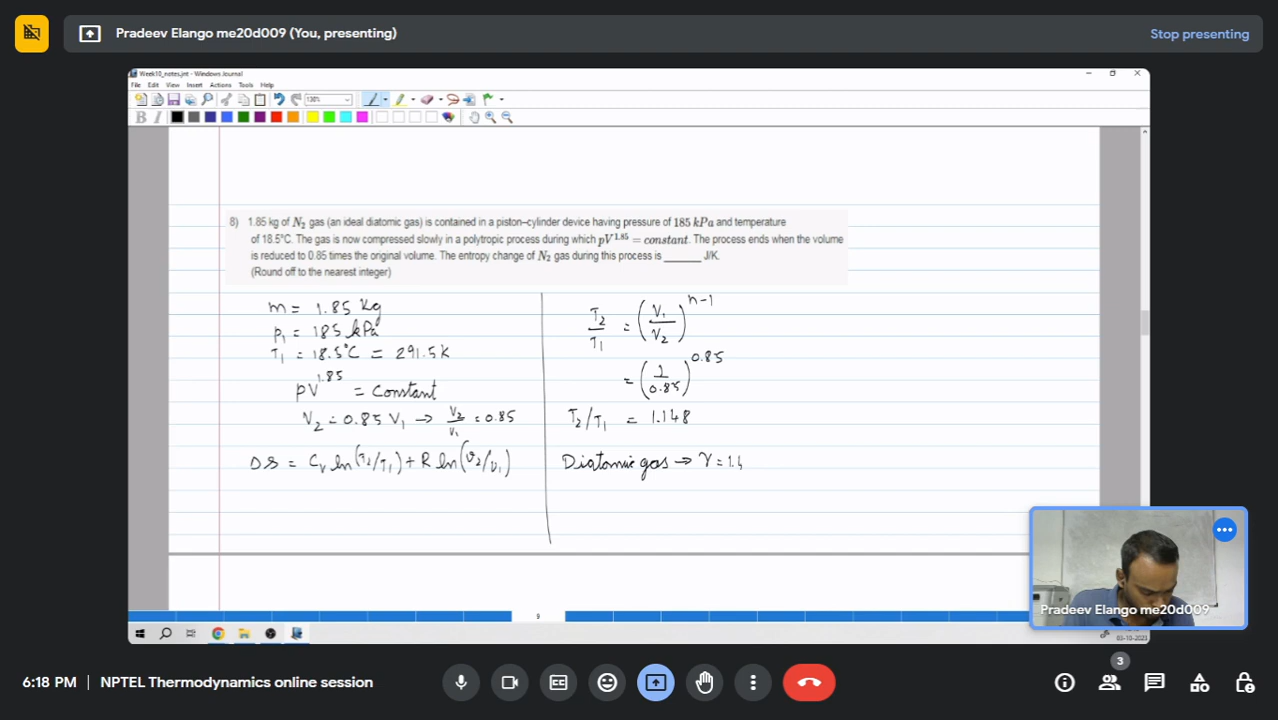 Pradeev Elango me20d009 (You, presenting)
Stop presenting
Week10_notes.jnt - Windows Journal
File Edit View Insert Actions Tools Help
130%
B I
8) 1.85 kg of N₂ gas (an ideal diatomic gas) is contained in a piston–cylinder device having pressure of 185 kPa and temperature
of 18.5°C. The gas is now compressed slowly in a polytropic process during which pV^1.85 = constant. The process ends when the volume
is reduced to 0.85 times the original volume. The entropy change of N₂ gas during this process is ______ J/K.
(Round off to the nearest integer)
m = 1.85 Kg
p₁ = 185 kPa
T₁ = 18.5°C = 291.5K
pV^1.85 = Constant
V₂ = 0.85 V₁ → V₂/V₁ = 0.85
Δs = Cv ln(T₂/T₁) + R ln(v₂/v₁)
T₂/T₁ = (V₁/V₂)^n-1
= (1/0.85)^0.85
T₂/T₁ = 1.148
Diatomic gas → γ = 1.4
9
Pradeev Elango me20d009
03-10-2023
3
6:18 PM | NPTEL Thermodynamics online session